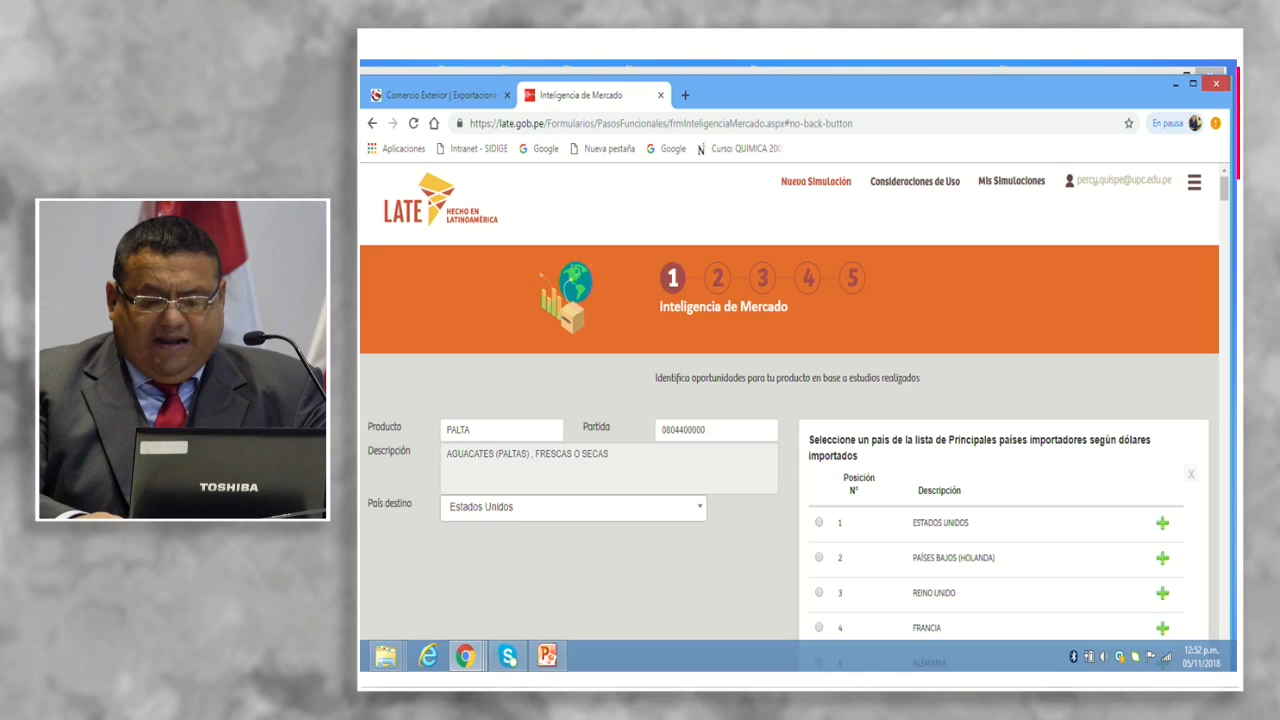 Comercio Exterior | Exportacione
Inteligencia de Mercado
https://late.gob.pe/Formularios/PasosFuncionales/frmInteligenciaMercado.aspx#no-back-button
En pausa
Aplicaciones
Intranet - SIDIGE
Google
Nueva pestaña
Google
Curso: QUIMICA 200
LATE
HECHO EN
LATINOAMÉRICA
Nueva Simulación
Consideraciones de Uso
Mis Simulaciones
percy.quispe@upc.edu.pe
1 2 3 4 5
Inteligencia de Mercado
Identifica oportunidades para tu producto en base a estudios realizados
Producto
PALTA
Partida
0804400000
Descripción
AGUACATES (PALTAS) , FRESCAS O SECAS
País destino
Estados Unidos
Seleccione un país de la lista de Principales países importadores según dólares
importados
X
Posición
N°
Descripción
1 ESTADOS UNIDOS
2 PAÍSES BAJOS (HOLANDA)
3 REINO UNIDO
4 FRANCIA
5 ALEMANIA
12:52 p.m.
05/11/2018
TOSHIBA